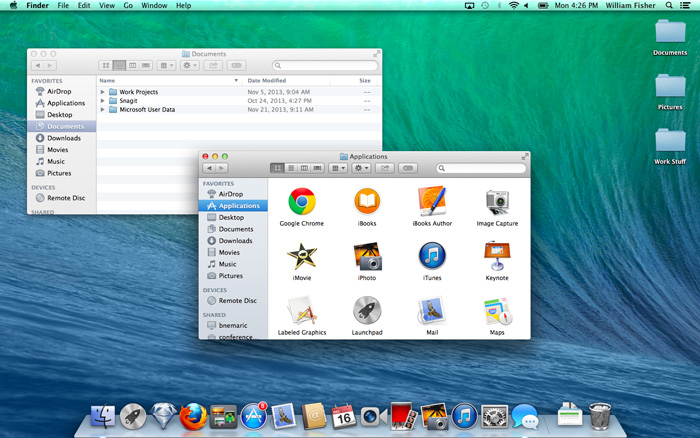 Finder File Edit View Go Window Help Mon 4:26 PM William Fisher
Documents
FAVORITES
AirDrop
Applications
Desktop
Documents
Downloads
Movies
Music
Pictures
DEVICES
Remote Disc
SHARED
Name Date Modified Size
Work Projects Nov 5, 2013, 9:04 AM --
Snagit Oct 24, 2013, 4:27 PM --
Microsoft User Data Nov 21, 2013, 9:11 AM --
Applications
FAVORITES
AirDrop
Applications
Desktop
Documents
Downloads
Movies
Music
Pictures
DEVICES
Remote Disc
SHARED
bnemaric
conference...
Google Chrome iBooks iBooks Author Image Capture
iMovie iPhoto iTunes Keynote
Labeled Graphics Launchpad Mail Maps
Documents
Pictures
Work Stuff
16